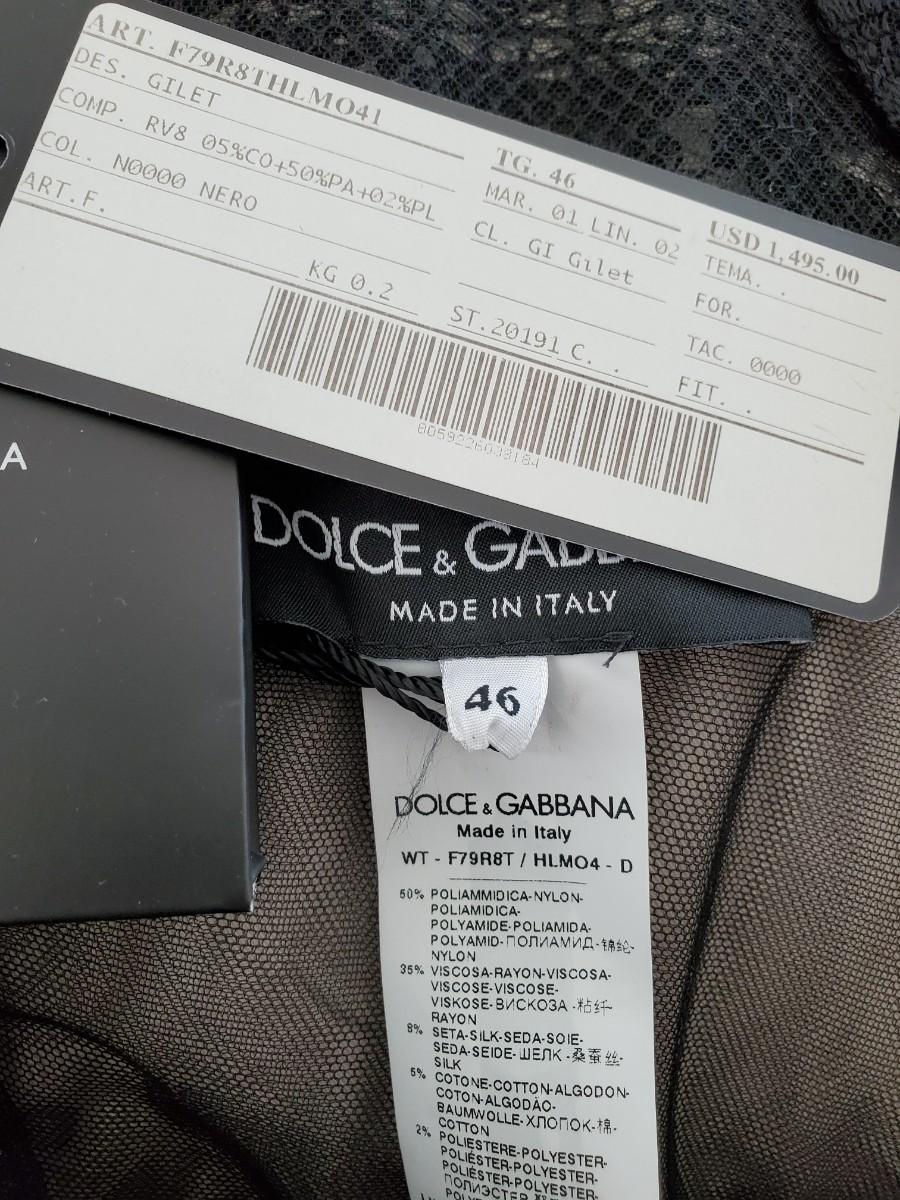 ART. F79R8THLMO41
DES. GILET
COMP. RV8 05%CO+50%PA+02%PL
COL. N0000 NERO
ART.F.
KG 0.2
TG. 46
MAR. 01 LIN. 02
CL. GI Gilet
ST.20191 C. .
USD 1,495.00
TEMA. .
FOR.
TAC. 0000
FIT. .
8059226038184
A
DOLCE & GABB
MADE IN ITALY
46
DOLCE & GABBANA
Made in Italy
WT - F79R8T / HLMO4 - D
50% POLIAMMIDICA-NYLON-
POLIAMIDICA-
POLYAMIDE-POLIAMIDA-
POLYAMID-ПОЛИАМИД-锦纶-
NYLON
35% VISCOSA-RAYON-VISCOSA-
VISCOSE-VISCOSE-
VISKOSE-ВИСКОЗА-粘纤-
RAYON
8% SETA-SILK-SEDA-SOIE-
SEDA-SEIDE-ШЕЛК-桑蚕丝-
SILK
5% COTONE-COTTON-ALGODON-
COTON-ALGODÃO-
BAUMWOLLE-ХЛОПОК-棉-
COTTON
2% POLIESTERE-POLYESTER-
POLIÉSTER-POLYESTER-
POLIÉSTER-POLYESTER-
ПОЛИЭСТЕР